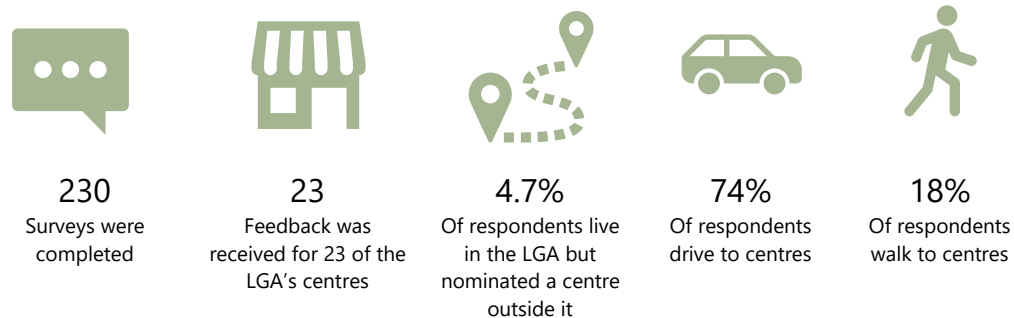 230
Surveys were
completed
23
Feedback was
received for 23 of the
LGA's centres
4.7%
Of respondents live
in the LGA but
nominated a centre
outside it
74%
Of respondents
drive to centres
18%
Of respondents
walk to centres